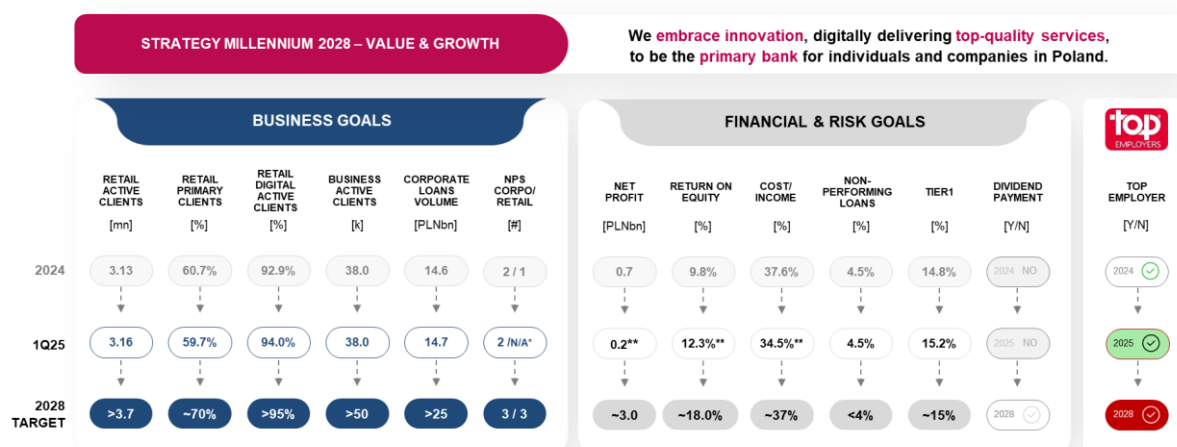 STRATEGY MILLENNIUM 2028 – VALUE & GROWTH
We embrace innovation, digitally delivering top-quality services,
to be the primary bank for individuals and companies in Poland.
BUSINESS GOALS
FINANCIAL & RISK GOALS
top
EMPLOYERS
RETAIL ACTIVE CLIENTS
RETAIL PRIMARY CLIENTS
RETAIL DIGITAL ACTIVE CLIENTS
BUSINESS ACTIVE CLIENTS
CORPORATE LOANS VOLUME
NPS CORPO/ RETAIL
NET PROFIT
RETURN ON EQUITY
COST/ INCOME
NON-PERFORMING LOANS
TIER1
DIVIDEND PAYMENT
TOP EMPLOYER
[mn] [%] [%] [k] [PLNbn] [#] [PLNbn] [%] [%] [%] [%] [Y/N] [Y/N]
2024 3.13 60.7% 92.9% 38.0 14.6 2 / 1 0.7 9.8% 37.6% 4.5% 14.8% 2024 NO 2024
1Q25 3.16 59.7% 94.0% 38.0 14.7 2 /N/A* 0.2** 12.3%** 34.5%** 4.5% 15.2% 2025 NO 2025
2028 TARGET >3.7 ~70% >95% >50 >25 3 / 3 ~3.0 ~18.0% ~37% <4% ~15% 2028 2028